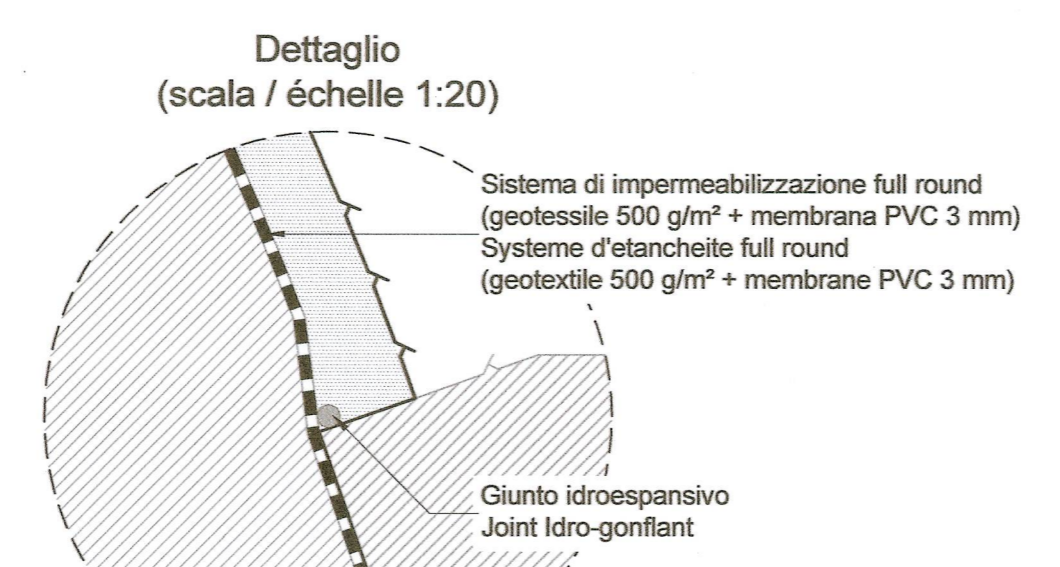 Dettaglio
(scala / échelle 1:20)
Sistema di impermeabilizzazione full round
(geotessile 500 g/m² + membrana PVC 3 mm)
Systeme d'etancheite full round
(geotextile 500 g/m² + membrane PVC 3 mm)
Giunto idroespansivo
Joint Idro-gonflant